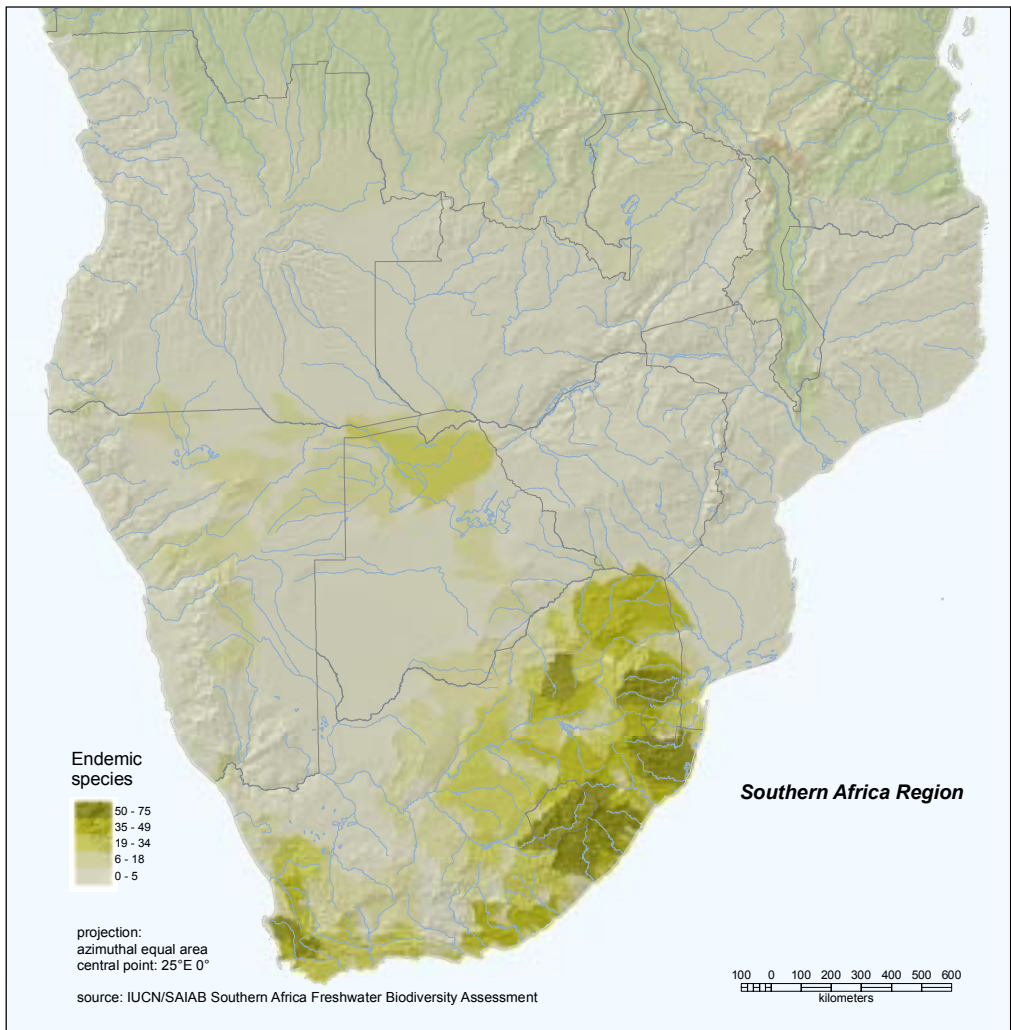 Endemic
species
50 - 75
35 - 49
19 - 34
6 - 18
0 - 5
Southern Africa Region
projection:
azimuthal equal area
central point: 25°E 0°
source: IUCN/SAIAB Southern Africa Freshwater Biodiversity Assessment
100 0 100 200 300 400 500 600
kilometers